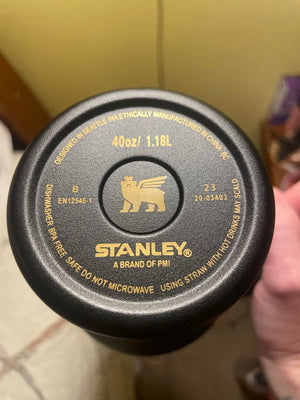 DESIGNED IN SEATTLE WA ETHICALLY MANUFACTURED IN CHINA. BC
40oz/ 1.18L
B
EN12546-1
23
20-03403
STANLEY®
A BRAND OF PMI
DISHWASHER, BPA FREE. SAFE DO NOT MICROWAVE USING STRAW WITH HOT DRINKS MAY SCALD